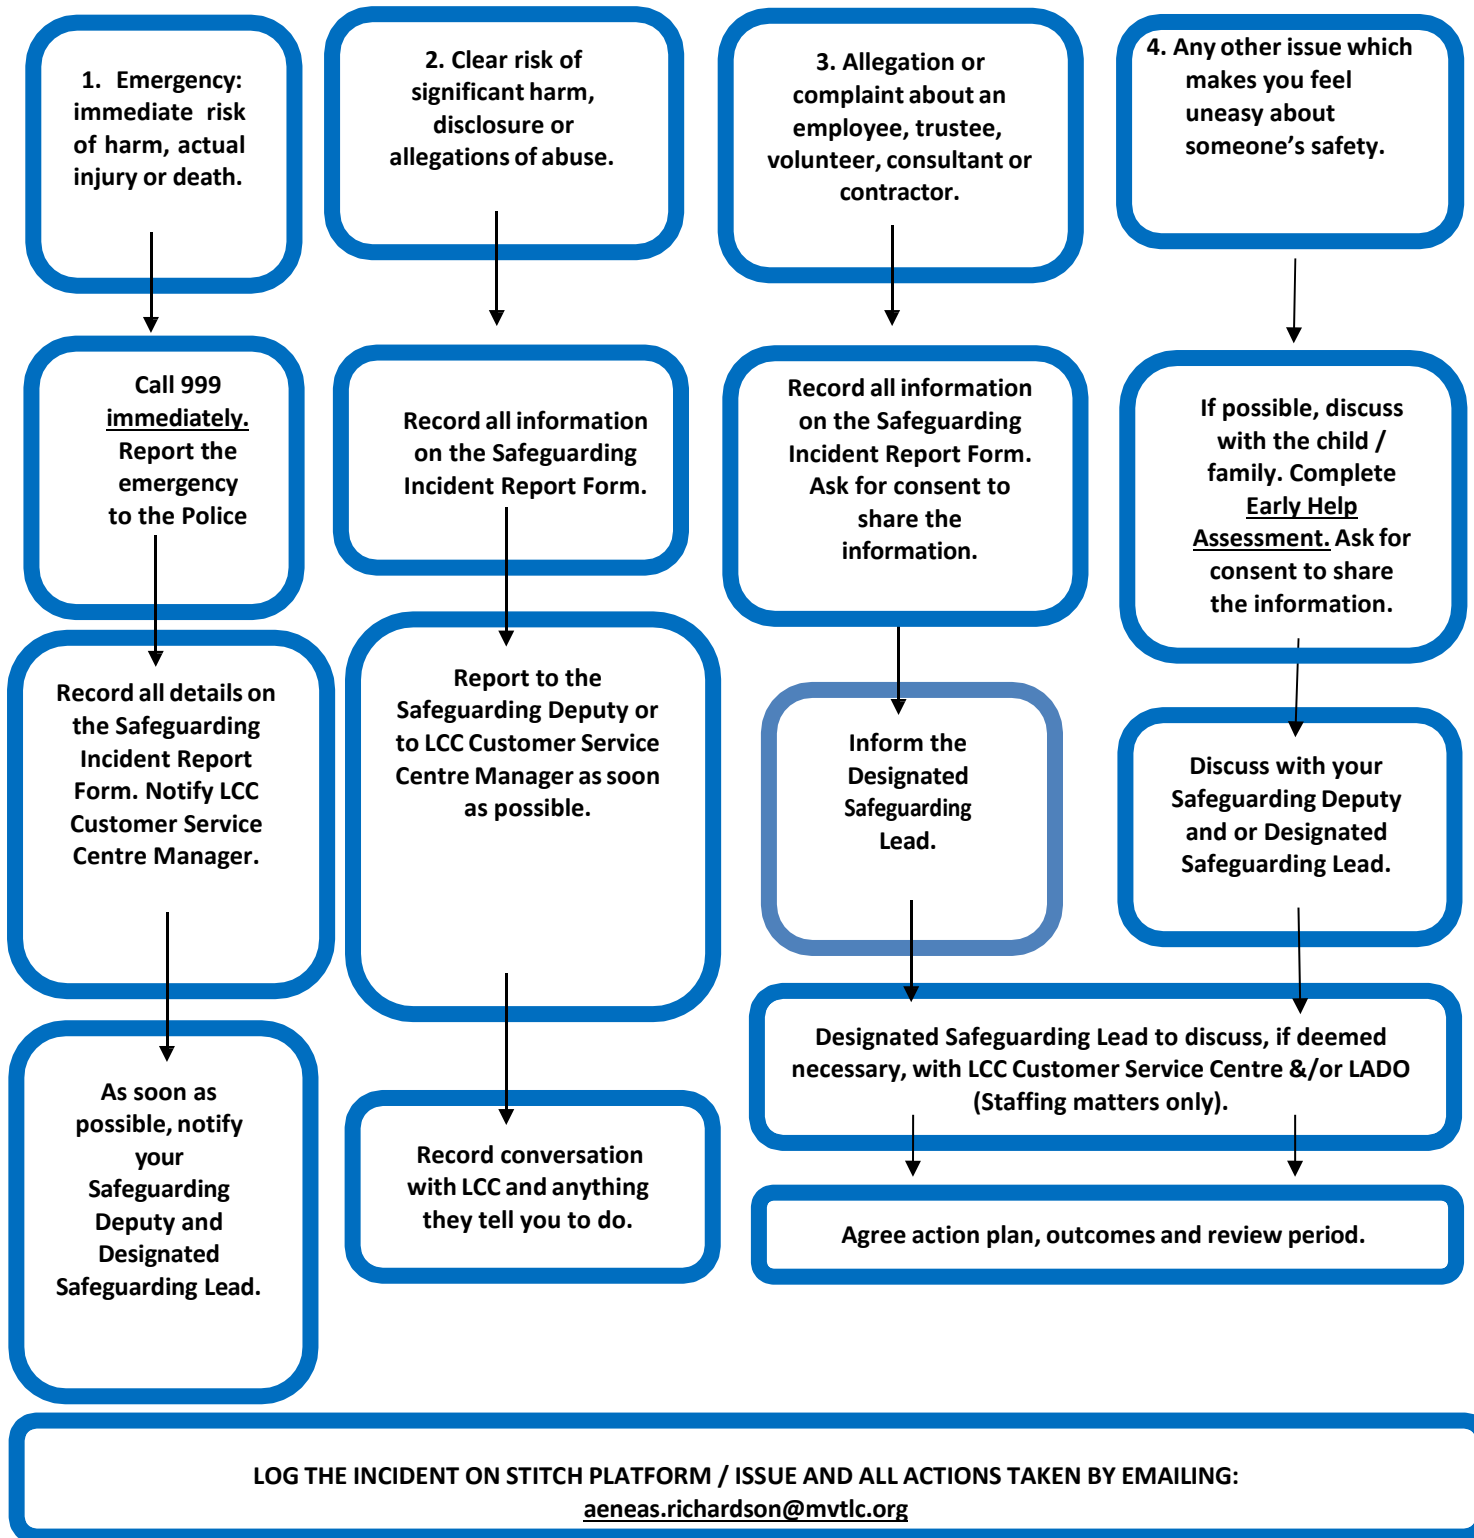 1. Emergency:
immediate risk
of harm, actual
injury or death.
2. Clear risk of
significant harm,
disclosure or
allegations of abuse.
3. Allegation or
complaint about an
employee, trustee,
volunteer, consultant or
contractor.
4. Any other issue which
makes you feel
uneasy about
someone’s safety.
Call 999
immediately.
Report the
emergency
to the Police
Record all information
on the Safeguarding
Incident Report Form.
Record all information
on the Safeguarding
Incident Report Form.
Ask for consent to
share the
information.
If possible, discuss
with the child /
family. Complete
Early Help
Assessment. Ask for
consent to share
the information.
Record all details on
the Safeguarding
Incident Report
Form. Notify LCC
Customer Service
Centre Manager.
Report to the
Safeguarding Deputy or
to LCC Customer Service
Centre Manager as soon
as possible.
Inform the
Designated
Safeguarding
Lead.
Discuss with your
Safeguarding Deputy
and or Designated
Safeguarding Lead.
As soon as
possible, notify
your
Safeguarding
Deputy and
Designated
Safeguarding Lead.
Record conversation
with LCC and anything
they tell you to do.
Designated Safeguarding Lead to discuss, if deemed
necessary, with LCC Customer Service Centre &/or LADO
(Staffing matters only).
Agree action plan, outcomes and review period.
LOG THE INCIDENT ON STITCH PLATFORM / ISSUE AND ALL ACTIONS TAKEN BY EMAILING:
aeneas.richardson@mvtlc.org